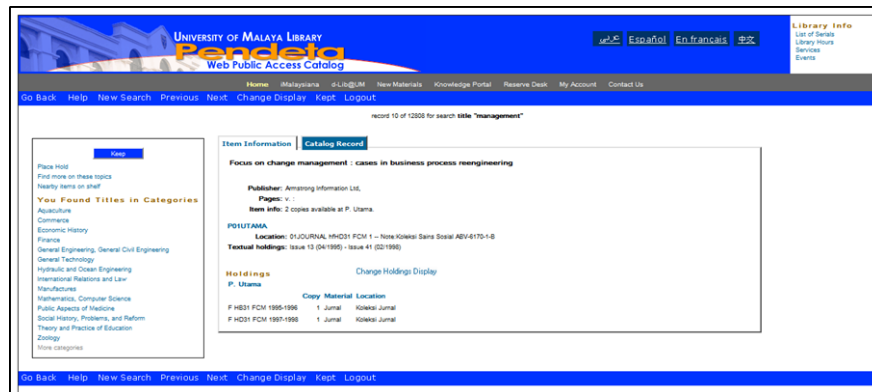 UNIVERSITY OF MALAYA LIBRARY
Pendeta
Web Public Access Catalog
عربي Español En francais 中文
Library Info
List of Serials
Library Hours
Services
Events
Home iMalaysiana d-Lib@UM New Materials Knowledge Portal Reserve Desk My Account Contact Us
Go Back Help New Search Previous Next Change Display Kept Logout
record 10 of 12808 for search title "management"
Keep
Place Hold
Find more on these topics
Nearby items on shelf
You Found Titles in Categories
Aquaculture
Commerce
Economic History
Finance
General Engineering, General Civil Engineering
General Technology
Hydraulic and Ocean Engineering
International Relations and Law
Manufactures
Mathematics, Computer Science
Public Aspects of Medicine
Social History, Problems, and Reform
Theory and Practice of Education
Zoology
More categories
Item Information Catalog Record
Focus on change management : cases in business process reengineering
Publisher: Armstrong Information Ltd,
Pages: v. :
Item info: 2 copies available at P. Utama.
P01UTAMA
Location: 01JOURNAL MHD31 FCM 1 -- Note:Koleksi Sains Sosial ABV-6170-1-B
Textual holdings: Issue 13 (04/1995) - Issue 41 (02/1998)
Holdings Change Holdings Display
P. Utama
Copy Material Location
F HB31 FCM 1995-1996 1 Jurnal Koleksi Jurnal
F HD31 FCM 1997-1998 1 Jurnal Koleksi Jurnal
Go Back Help New Search Previous Next Change Display Kept Logout